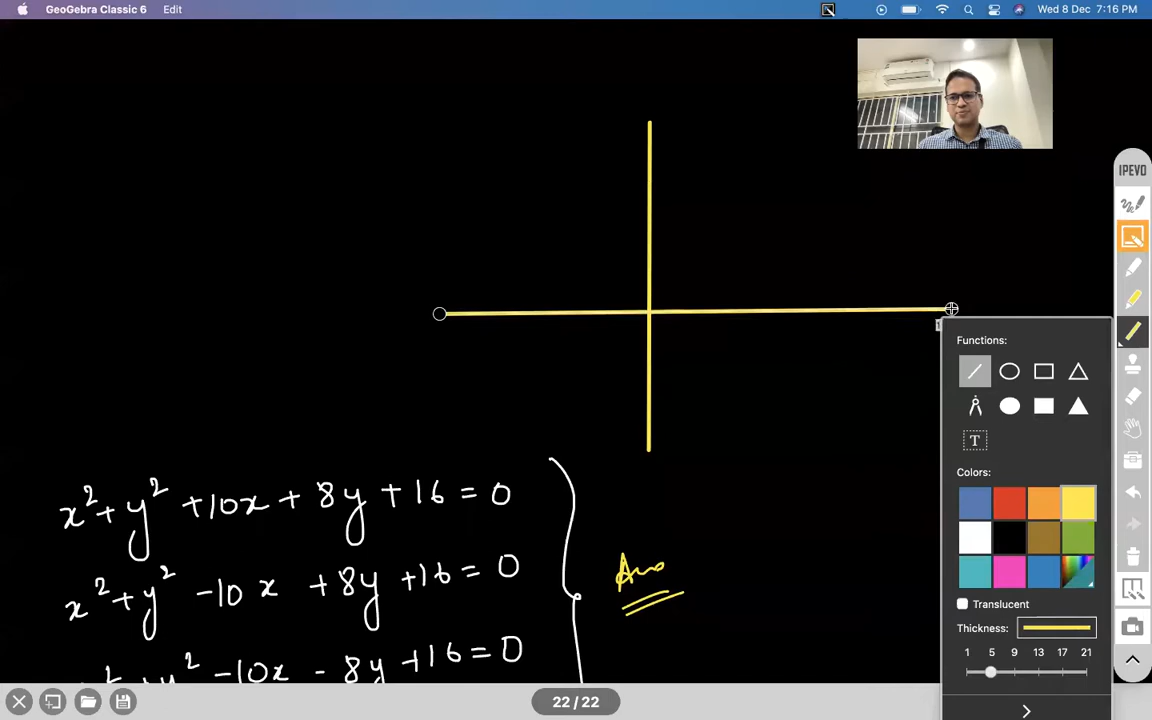 GeoGebra Classic 6 Edit
Wed 8 Dec 7:16 PM
IPEVO
Functions:
T
Colors:
Translucent
Thickness:
1 5 9 13 17 21
x²+y²+10x+8y+16=0
x²+y²-10x+8y+16=0
x²+y²-10x-8y+16=0
Ans
22 / 22